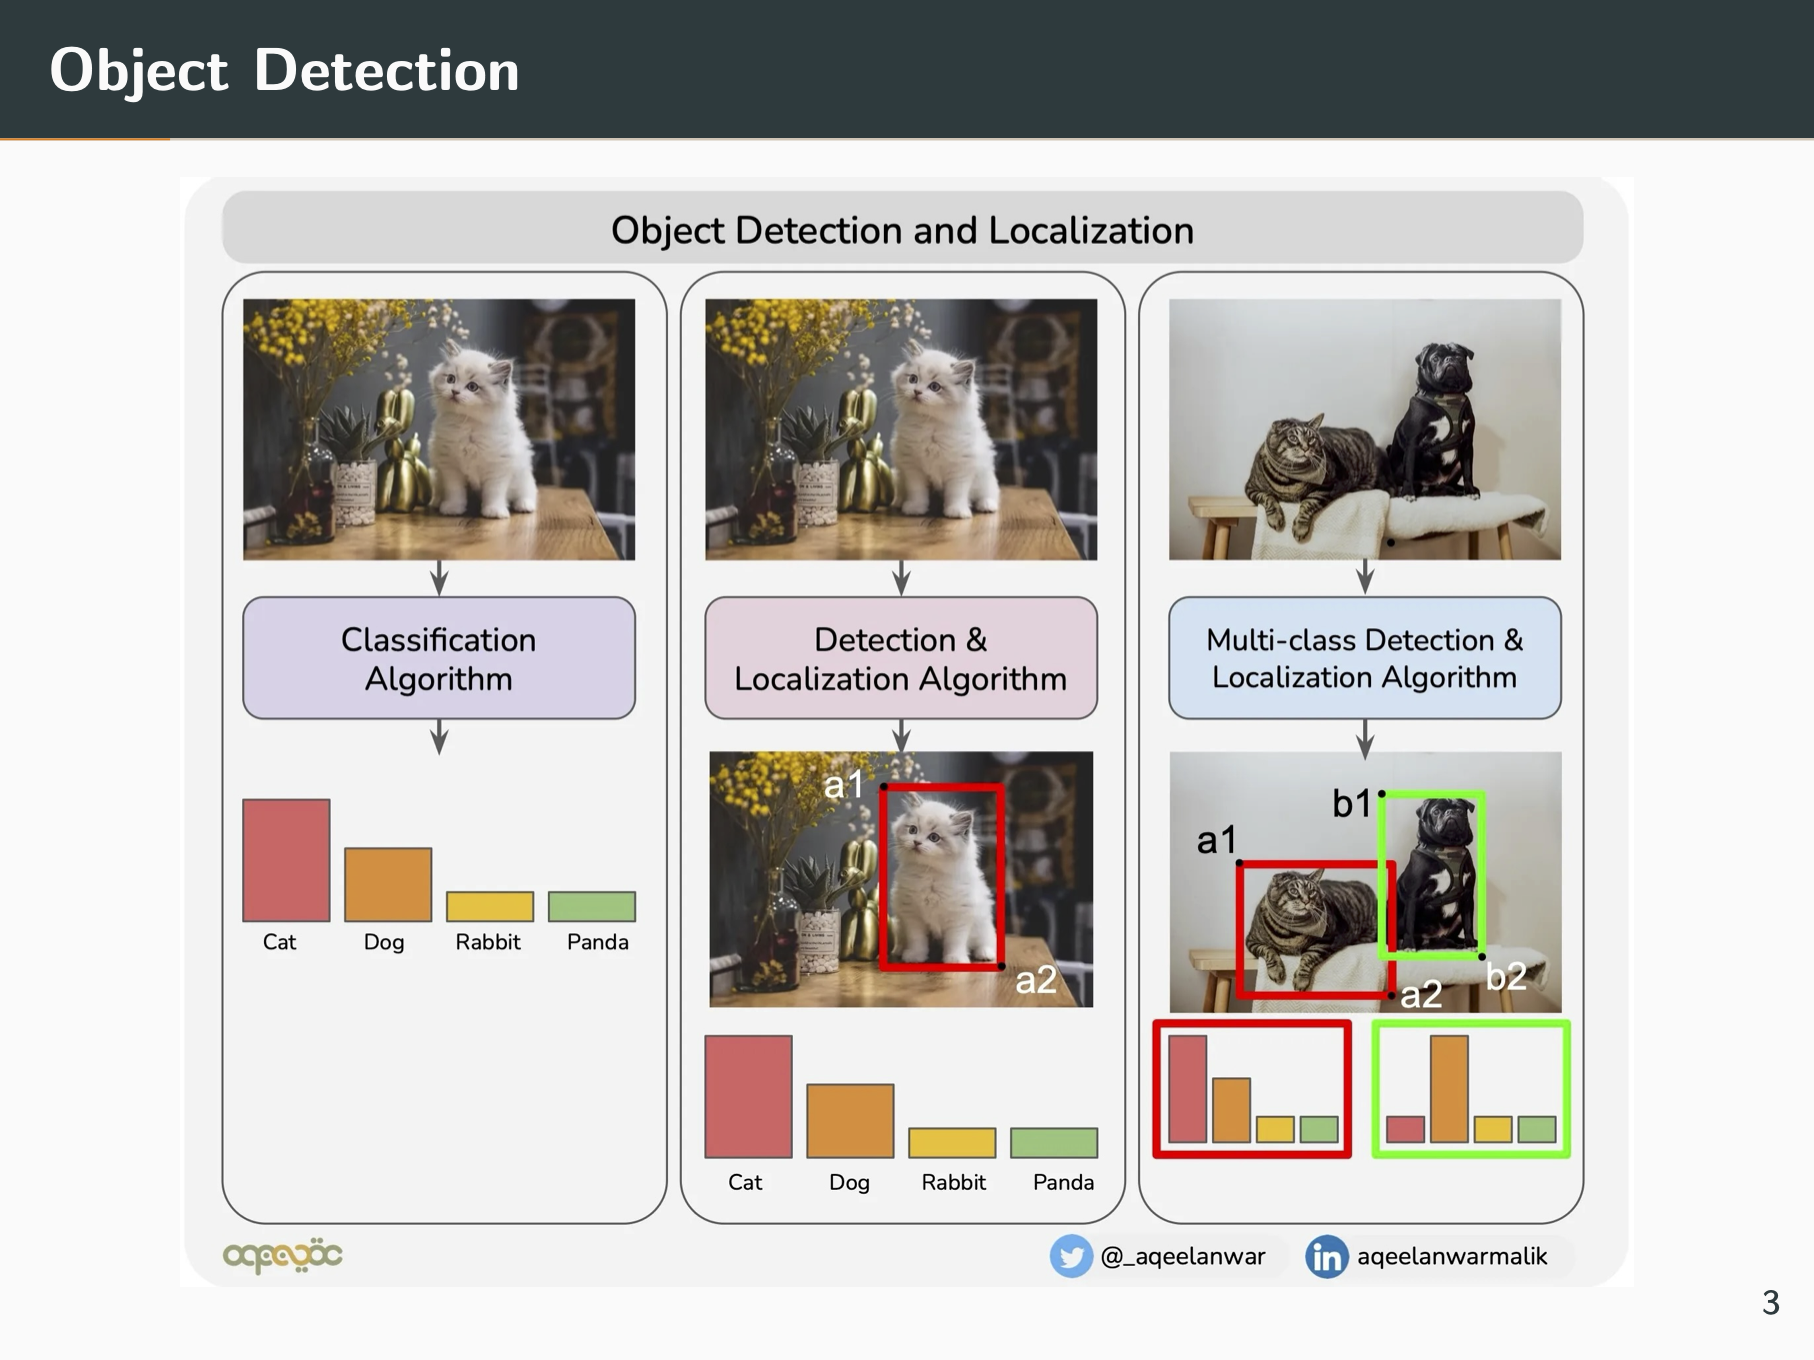 Object Detection
Object Detection and Localization
Classification
Algorithm
Cat Dog Rabbit Panda
Detection &
Localization Algorithm
a1
a2
Cat Dog Rabbit Panda
Multi-class Detection &
Localization Algorithm
b1
a1
b2
a2
@_aqeelanwar
aqeelanwarmalik
3